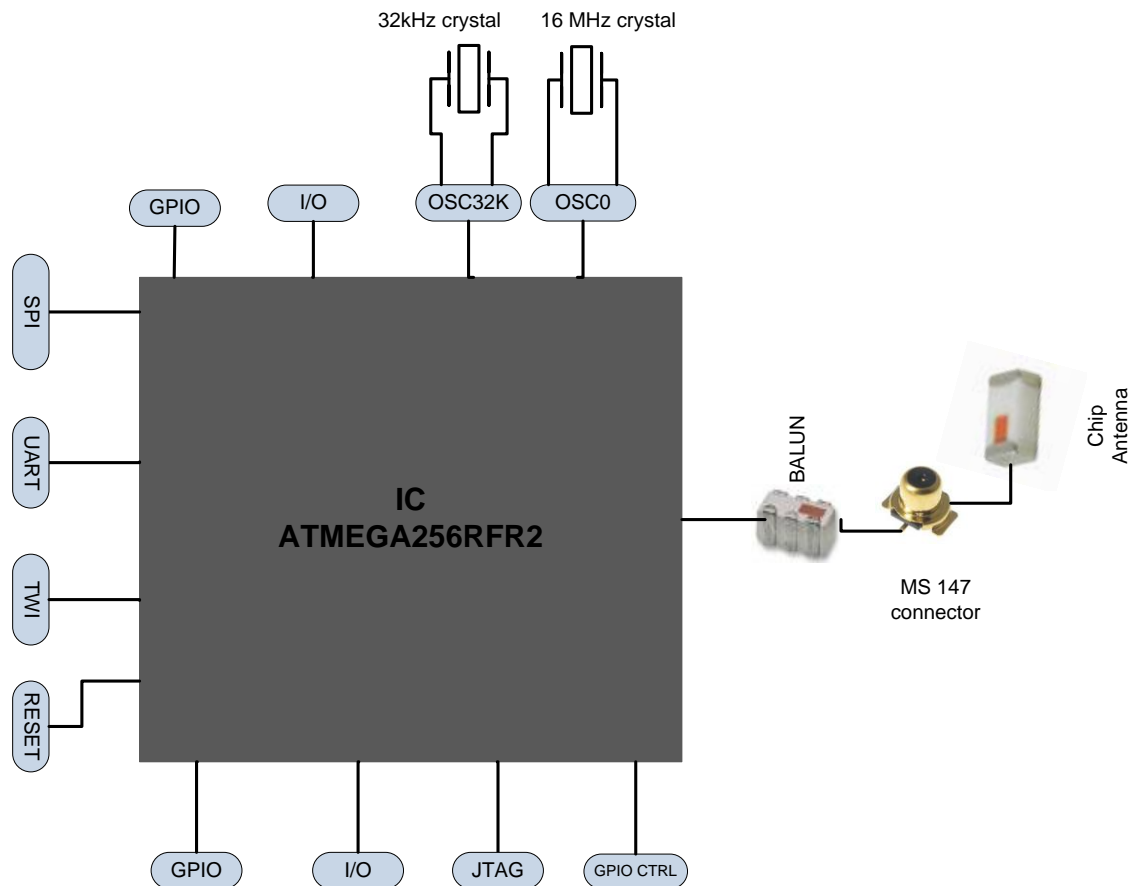 32kHz crystal
16 MHz crystal
GPIO
I/O
OSC32K
OSC0
SPI
UART
TWI
RESET
IC
ATMEGA256RFR2
BALUN
MS 147
connector
Chip
Antenna
GPIO
I/O
JTAG
GPIO CTRL